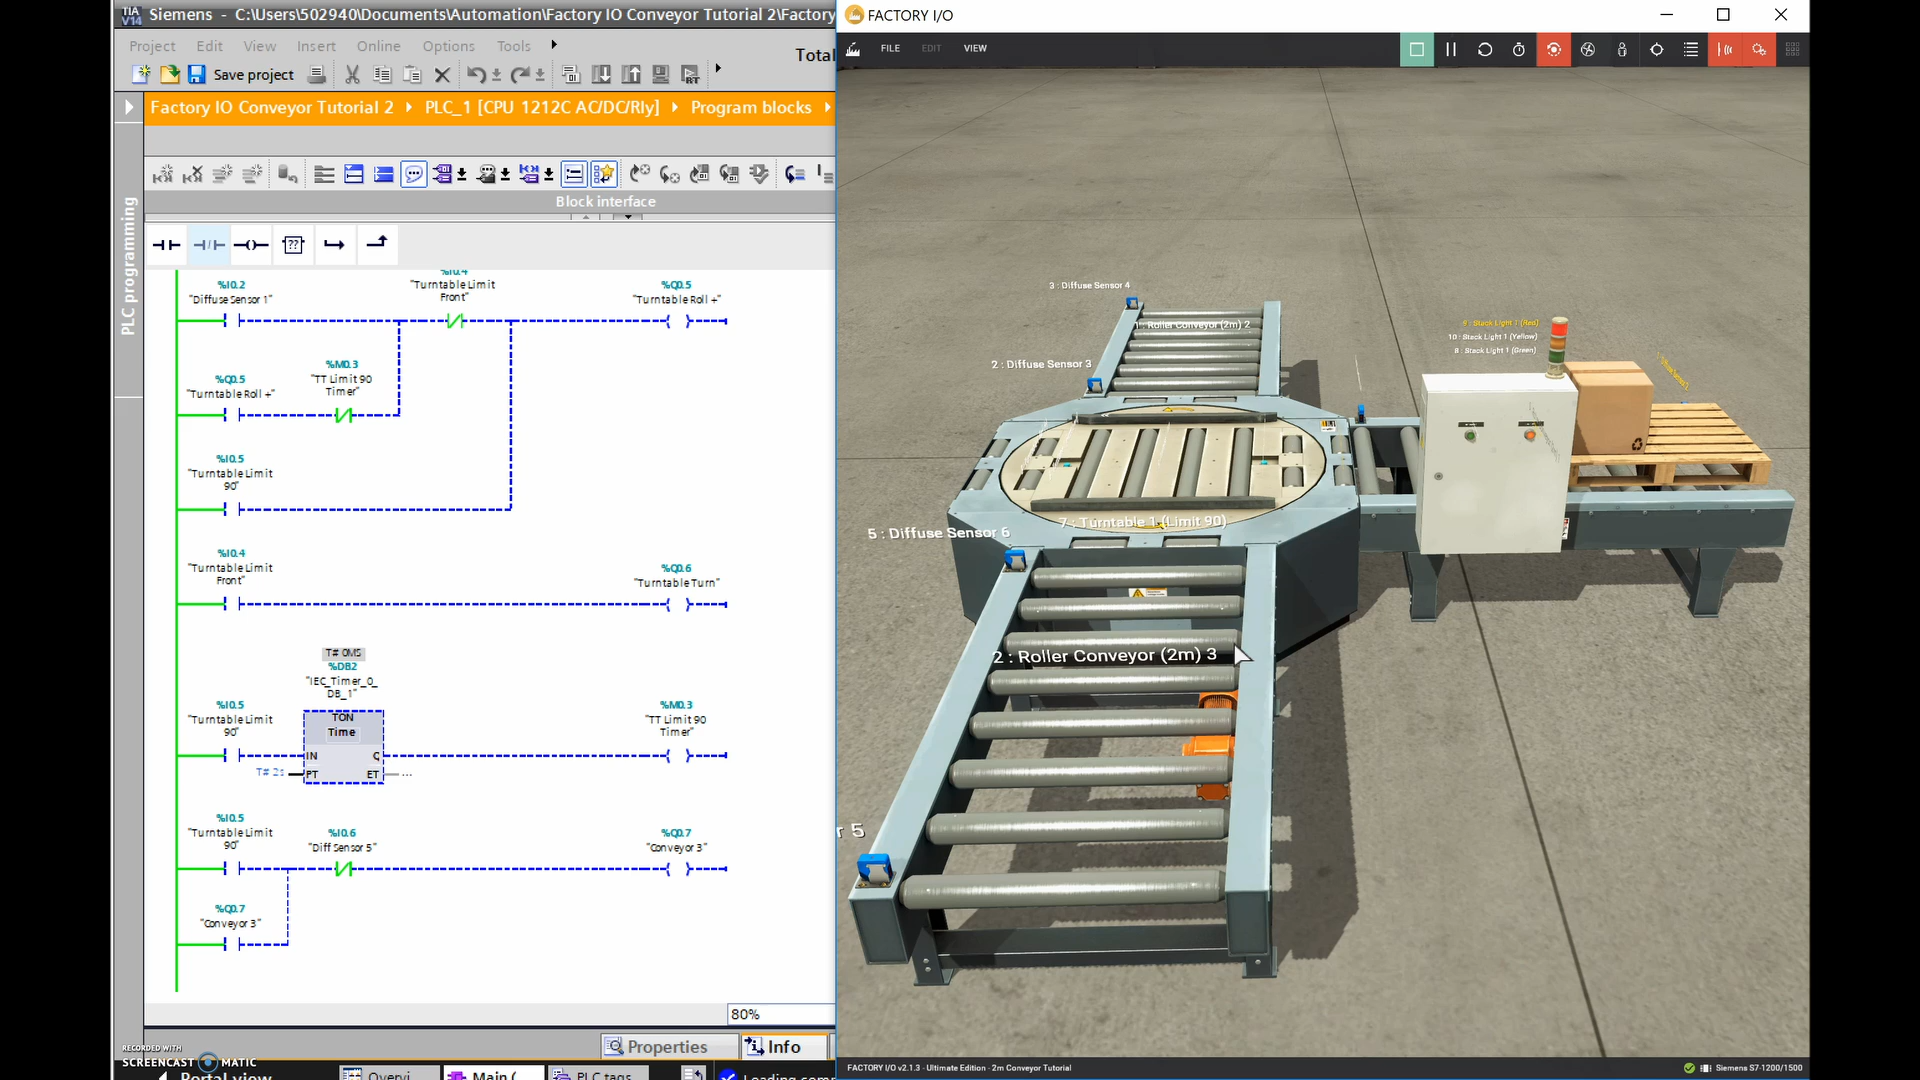 TIA
V14
Siemens - C:\Users\502940\Documents\Automation\Factory IO Conveyor Tutorial 2\Factory
Project Edit View Insert Online Options Tools
Save project
Total
Factory IO Conveyor Tutorial 2 PLC_1 [CPU 1212C AC/DC/Rly] Program blocks
PLC programming
Block interface
??
%I0.2
"Diffuse Sensor 1"
%I0.4
"Turntable Limit
Front"
%Q0.5
"Turntable Roll +"
%Q0.5
"Turntable Roll +"
%M0.3
"TT Limit 90
Timer"
%I0.5
"Turntable Limit
90"
%I0.4
"Turntable Limit
Front"
%Q0.6
"Turntable Turn"
T# 0MS
%DB2
"IEC_Timer_0_
DB_1"
%I0.5
"Turntable Limit
90"
TON
Time
IN Q
T# 2s PT ET ...
%M0.3
"TT Limit 90
Timer"
%I0.5
"Turntable Limit
90"
%I0.6
"Diff Sensor 5"
%Q0.7
"Conveyor 3"
%Q0.7
"Conveyor 3"
80%
Properties
Info
RECORDED WITH
SCREENCAST MATIC
Portal view
Overvi
Main (
PLC tags
Loading com
FACTORY I/O
FILE EDIT VIEW
3 : Diffuse Sensor 4
: Roller Conveyor (2m) 2
2 : Diffuse Sensor 3
9 : Stack Light 1 (Red)
10 : Stack Light 1 (Yellow)
8 : Stack Light 1 (Green)
7 : Turntable 1 (Limit 90)
5 : Diffuse Sensor 6
2 : Roller Conveyor (2m) 3
r 5
FACTORY I/O v2.1.3 - Ultimate Edition - 2m Conveyor Tutorial
Siemens S7-1200/1500